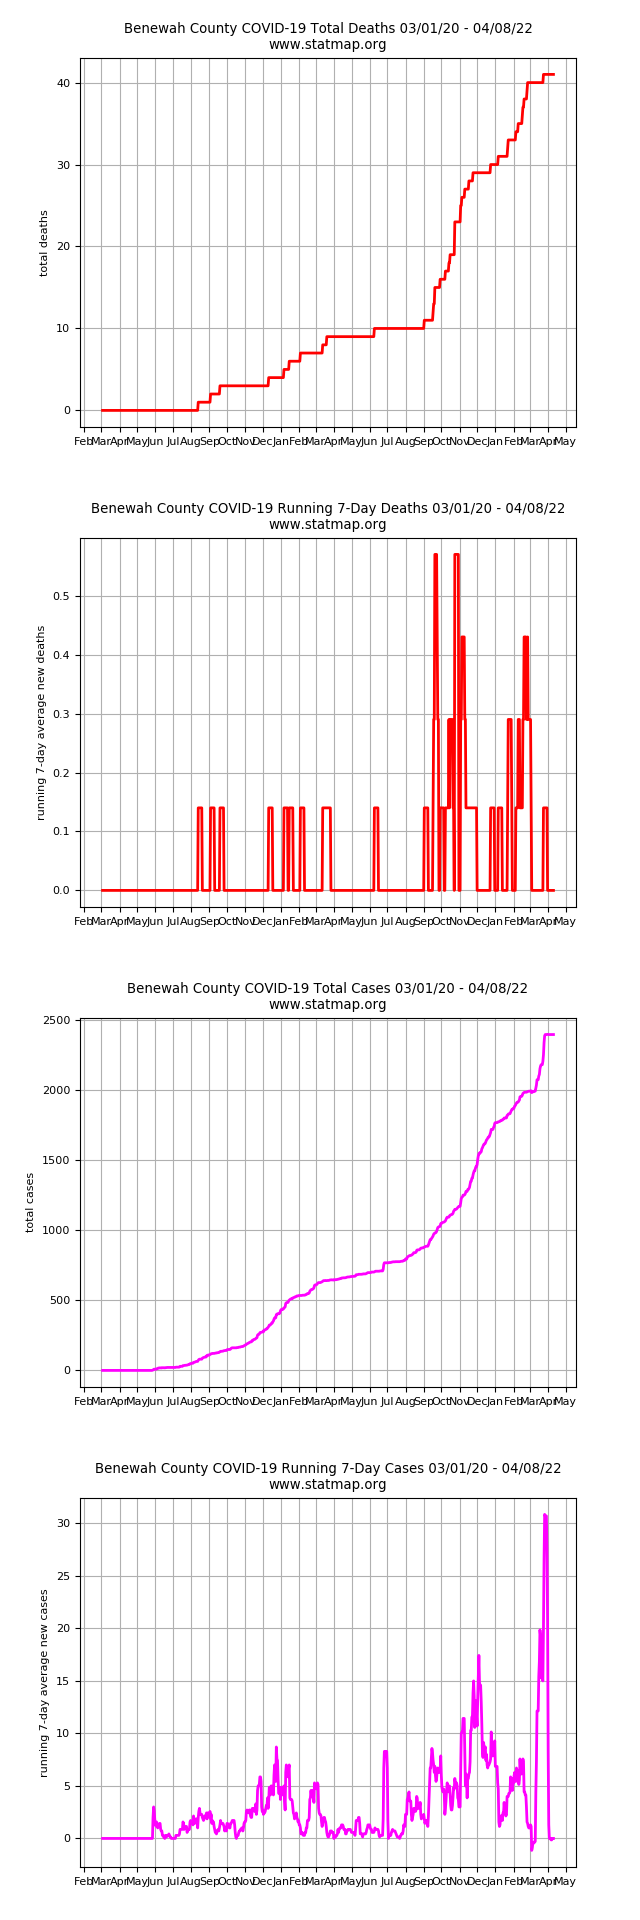 Benewah County COVID-19 Total Deaths 03/01/20 - 04/08/22
www.statmap.org
40
30
20
10
0
total deaths
Feb Mar Apr May Jun Jul Aug Sep Oct Nov Dec Jan Feb Mar Apr May Jun Jul Aug Sep Oct Nov Dec Jan Feb Mar Apr May
Benewah County COVID-19 Running 7-Day Deaths 03/01/20 - 04/08/22
www.statmap.org
0.5
0.4
0.3
0.2
0.1
0.0
running 7-day average new deaths
Feb Mar Apr May Jun Jul Aug Sep Oct Nov Dec Jan Feb Mar Apr May Jun Jul Aug Sep Oct Nov Dec Jan Feb Mar Apr May
Benewah County COVID-19 Total Cases 03/01/20 - 04/08/22
www.statmap.org
2500
2000
1500
1000
500
0
total cases
Feb Mar Apr May Jun Jul Aug Sep Oct Nov Dec Jan Feb Mar Apr May Jun Jul Aug Sep Oct Nov Dec Jan Feb Mar Apr May
Benewah County COVID-19 Running 7-Day Cases 03/01/20 - 04/08/22
www.statmap.org
30
25
20
15
10
5
0
running 7-day average new cases
Feb Mar Apr May Jun Jul Aug Sep Oct Nov Dec Jan Feb Mar Apr May Jun Jul Aug Sep Oct Nov Dec Jan Feb Mar Apr May